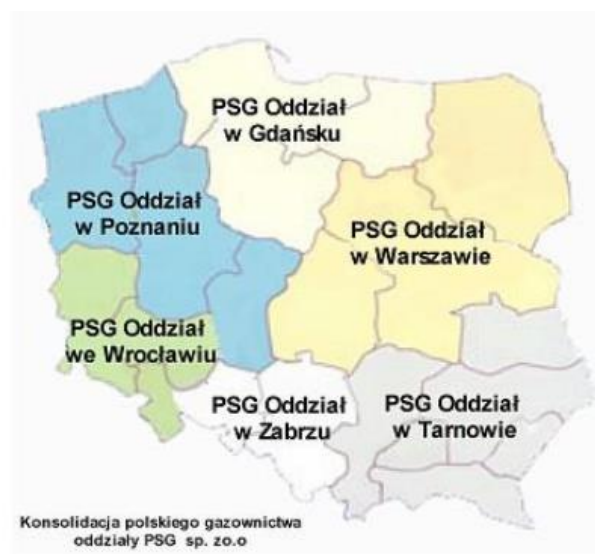 PSG Oddział
w Gdańsku
PSG Oddział
w Poznaniu
PSG Oddział
w Warszawie
PSG Oddział
we Wrocławiu
PSG Oddział
w Zabrzu
PSG Oddział
w Tarnowie
Konsolidacja polskiego gazownictwa
oddziały PSG sp. zo.o